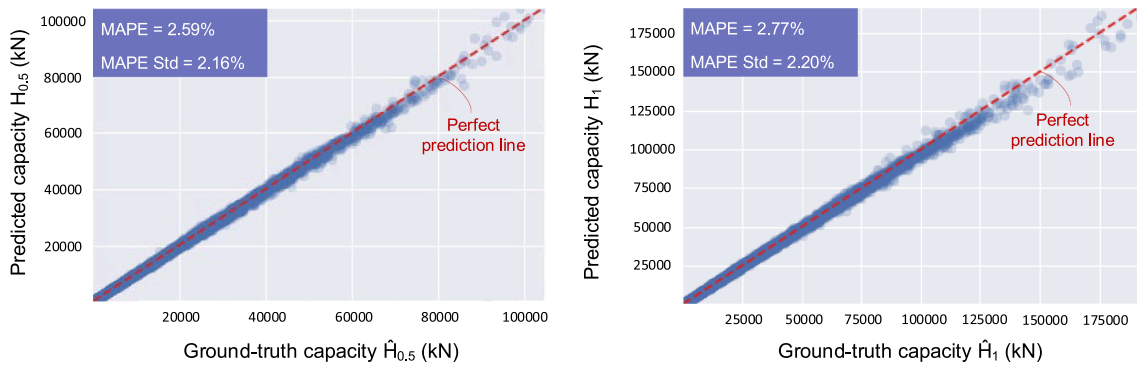 MAPE = 2.59%
MAPE Std = 2.16%
Perfect
prediction line
Predicted capacity H0.5 (kN)
100000
80000
60000
40000
20000
20000
40000
60000
80000
100000
Ground-truth capacity Ĥ0.5 (kN)
MAPE = 2.77%
MAPE Std = 2.20%
Perfect
prediction line
Predicted capacity H1 (kN)
175000
150000
125000
100000
75000
50000
25000
25000
50000
75000
100000
125000
150000
175000
Ground-truth capacity Ĥ1 (kN)